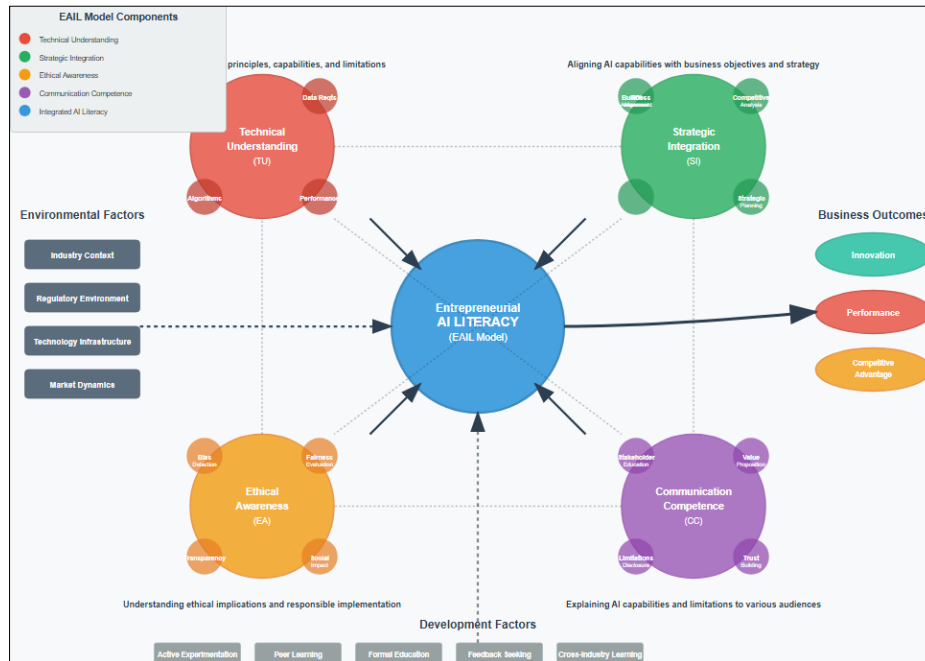 EAIL Model Components
Technical Understanding
Strategic Integration
Ethical Awareness
Communication Competence
Integrated AI Literacy
principles, capabilities, and limitations
Aligning AI capabilities with business objectives and strategy
Data Reqts
Technical
Understanding
(TU)
Algorithms
Performance
Business
Competitive
Analysis
Strategic
Integration
(SI)
Strategic
Planning
Environmental Factors
Industry Context
Regulatory Environment
Technology Infrastructure
Market Dynamics
Entrepreneurial
AI LITERACY
(EAIL Model)
Business Outcomes
Innovation
Performance
Competitive
Advantage
Bias
Detection
Fairness
Evaluation
Ethical
Awareness
(EA)
Transparency
Social
Impact
Stakeholder
Education
Value
Proposition
Communication
Competence
(CC)
Limitations
Disclosure
Trust
Building
Understanding ethical implications and responsible implementation
Explaining AI capabilities and limitations to various audiences
Development Factors
Active Experimentation
Peer Learning
Formal Education
Feedback Seeking
Cross-Industry Learning